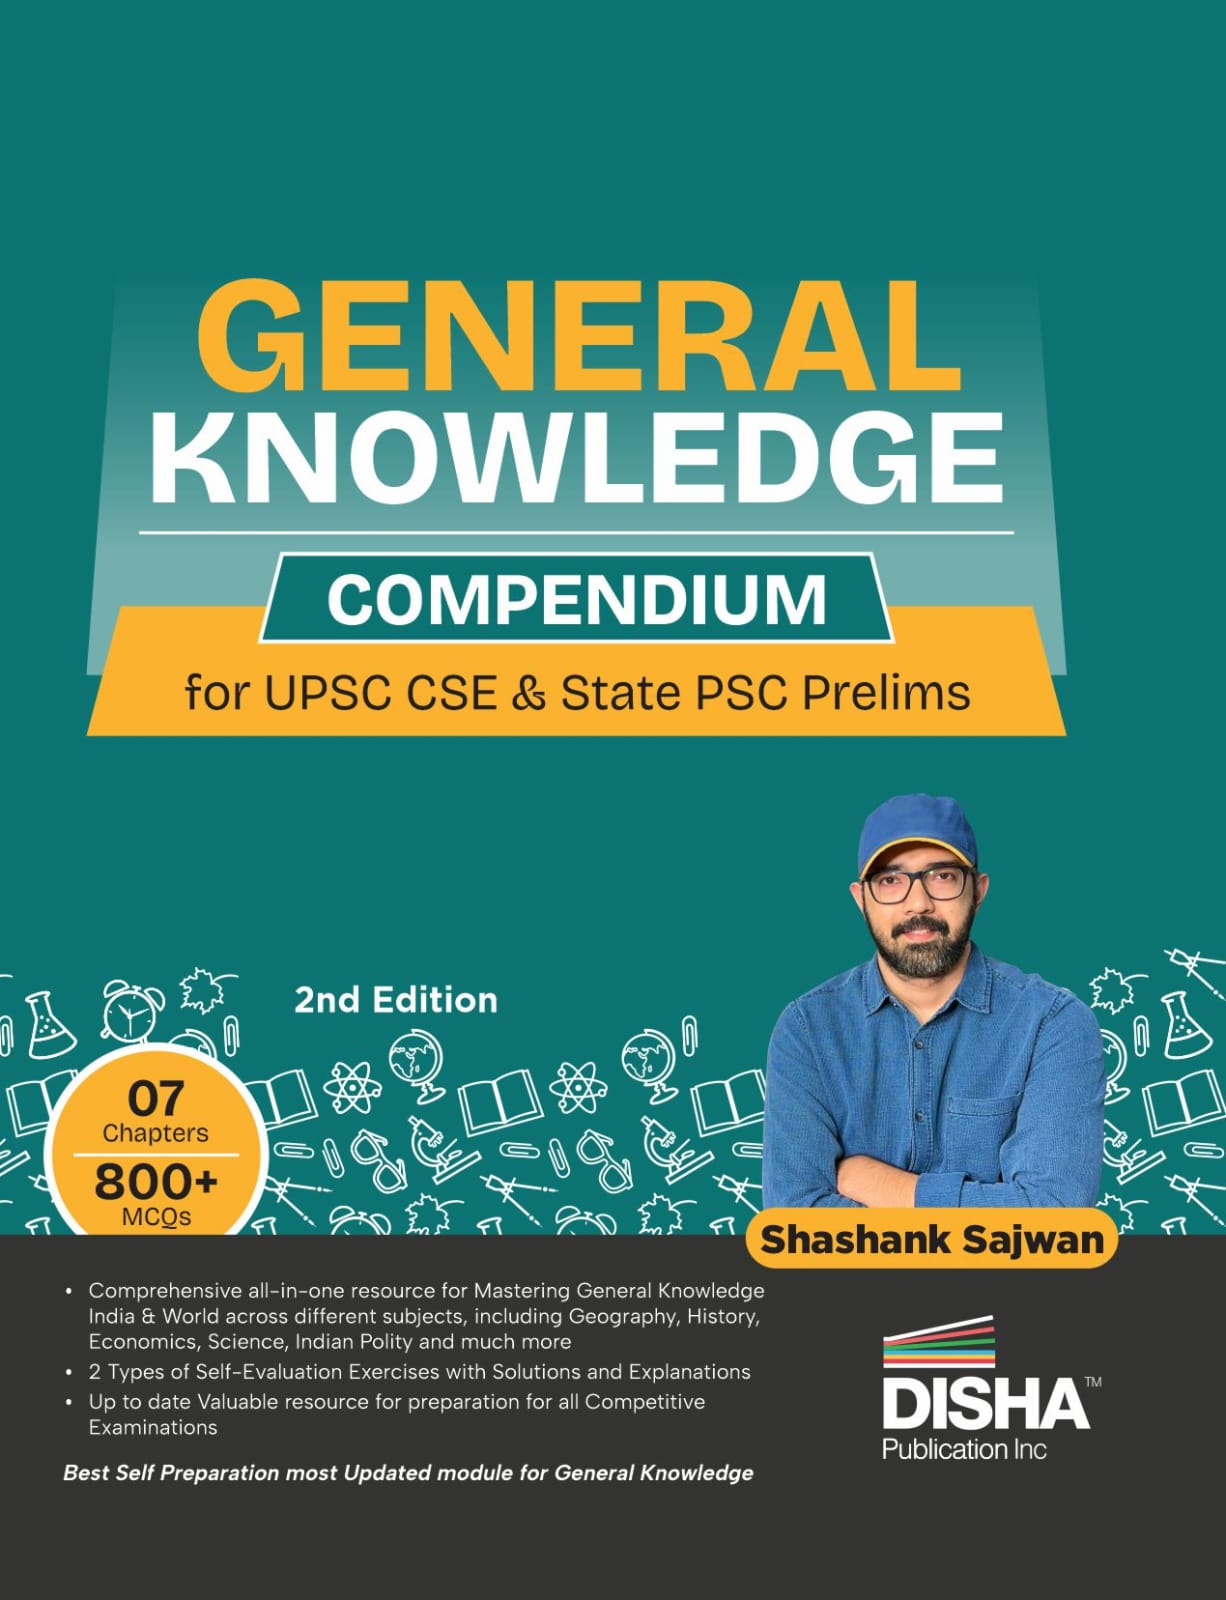 GENERAL
KNOWLEDGE
COMPENDIUM
for UPSC CSE & State PSC Prelims
2nd Edition
07
Chapters
800+
MCQs
Shashank Sajwan
• Comprehensive all-in-one resource for Mastering General Knowledge
India & World across different subjects, including Geography, History,
Economics, Science, Indian Polity and much more
• 2 Types of Self-Evaluation Exercises with Solutions and Explanations
• Up to date Valuable resource for preparation for all Competitive
Examinations
Best Self Preparation most Updated module for General Knowledge
DISHA™
Publication Inc